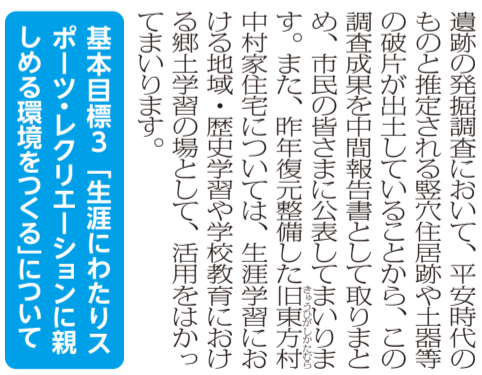 遺跡の発掘調査において、平安時代の
ものと推定される竪穴住居跡や土器等
の破片が出土していることから、この
調査成果を中間報告書として取りまと
め、市民の皆さまに公表してまいりま
す。また、昨年復元整備した旧東方村
きゅうひがしかたむら
中村家住宅については、生涯学習にお
ける地域・歴史学習や学校教育におけ
る郷土学習の場として、活用をはかっ
てまいります。
基本目標3「生涯にわたりス
ポーツ・レクリエーションに親
しめる環境をつくる」について